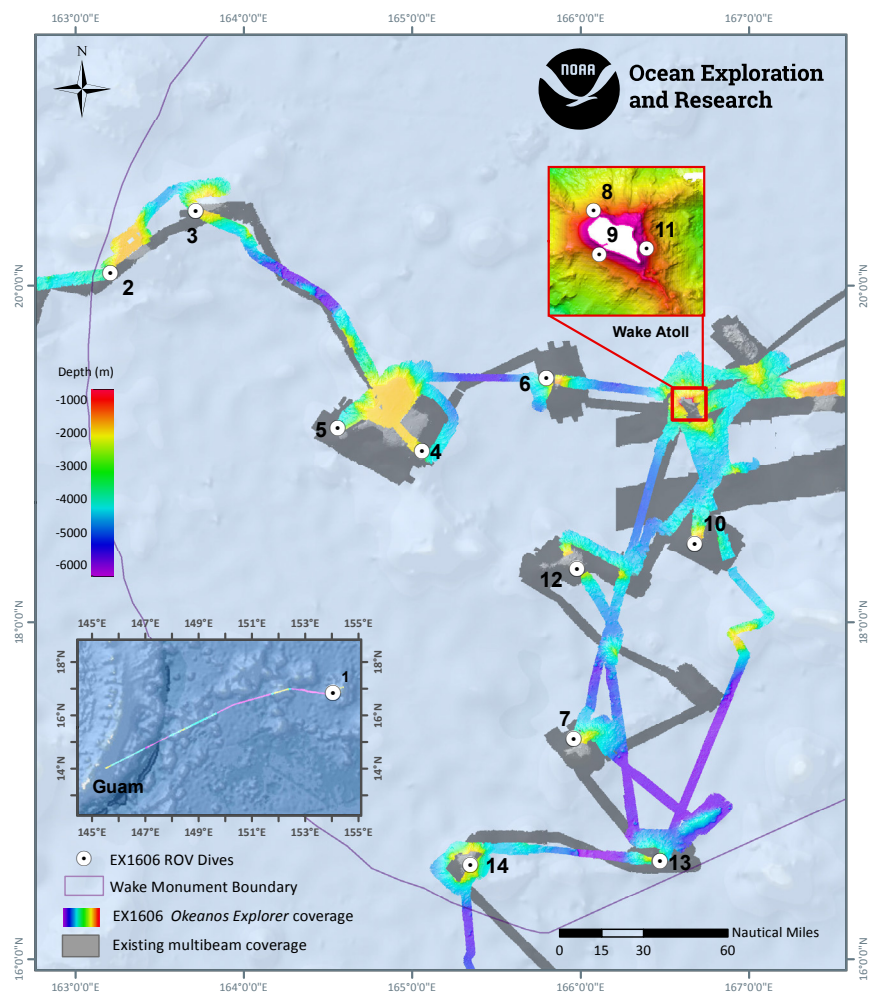 163°0'0"E 164°0'0"E 165°0'0"E 166°0'0"E 167°0'0"E
N
NOAA
Ocean Exploration
and Research
8
9
11
3
2
20°0'0"N
20°0'0"N
Wake Atoll
Depth (m)
-1000
-2000
-3000
-4000
-5000
-6000
6
5
4
10
12
18°0'0"N
18°0'0"N
145°E 147°E 149°E 151°E 153°E 155°E
18°N
16°N
14°N
18°N
16°N
14°N
1
Guam
145°E 147°E 149°E 151°E 153°E 155°E
7
13
14
EX1606 ROV Dives
Wake Monument Boundary
EX1606 Okeanos Explorer coverage
Existing multibeam coverage
Nautical Miles
0 15 30 60
16°0'0"N
16°0'0"N
163°0'0"E 164°0'0"E 165°0'0"E 166°0'0"E 167°0'0"E